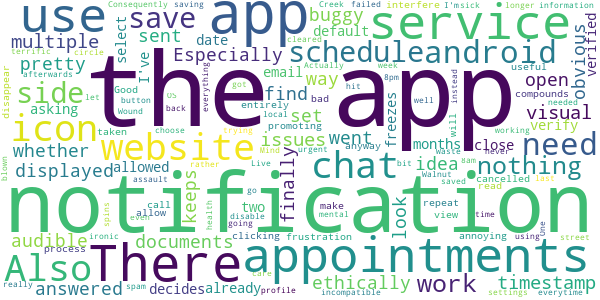 Consequently saving
use app service
Creek failed interfere I'msick longer information
save buggy
multiple sent date select default terrific circle cleared
Especially scheduleandroid
obvious verified
pretty I've email Actually week useful compounds
disappear
side asking
the app
Good button Wound OS got back everything afterwards let
way find set bad hit 8pm well will instead needed
entirely local promoting
open visual verify
freezes
icon website
issues months close never working
need
displayed whether allowed finally went anyway waste
chat idea nothing
trying Mind urgent rather bit Walnut saved 8am read cancelled last
blown taken choose Live
notification
Also There appointments
audible keeps two look
assault call allow even spins health go disable going make mental
documents repeat view time using One street
process ironic clicking frustration annoying
ethically work timestamp
answered decides already
really spam profile care incompatible settings everytime